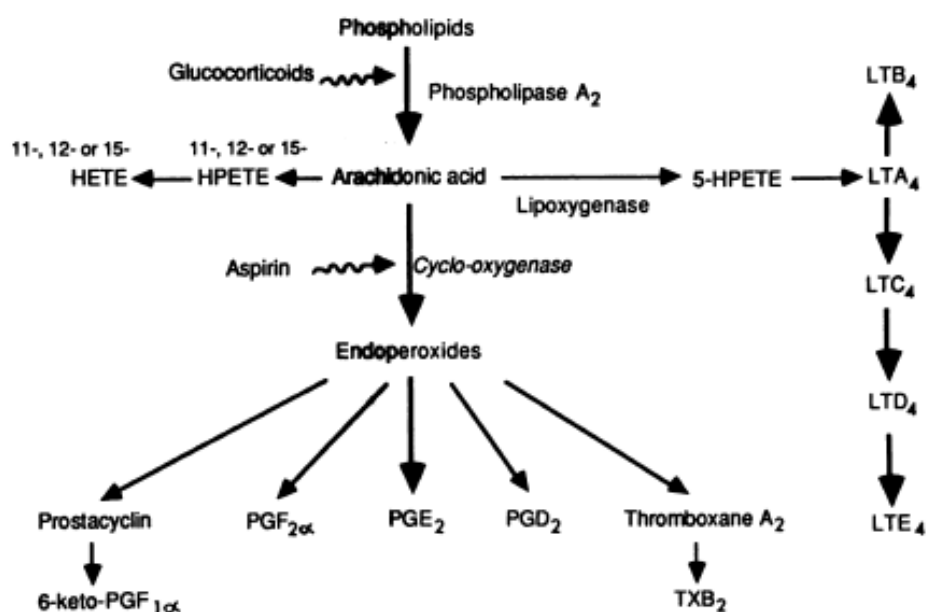 Phospholipids
Glucocorticoids
Phospholipase A₂
LTB₄
11-, 12- or 15-
HETE
11-, 12- or 15-
HPETE
Arachidonic acid
Lipoxygenase
5-HPETE
LTA₄
Aspirin
Cyclo-oxygenase
LTC₄
Endoperoxides
LTD₄
Prostacyclin
PGF₂α
PGE₂
PGD₂
Thromboxane A₂
LTE₄
6-keto-PGF₁α
TXB₂